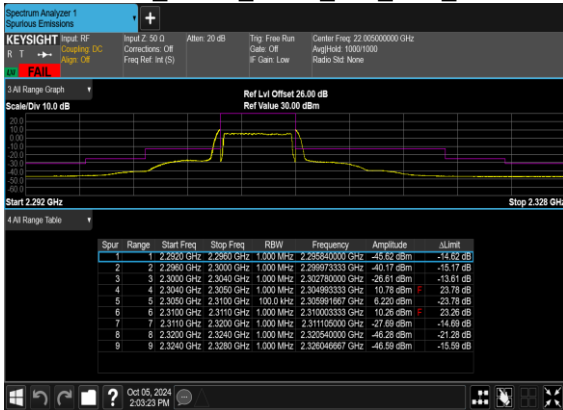 Spectrum Analyzer 1
Spurious Emissions
+
KEYSIGHT Input: RF Input Z: 50 Ω Atten: 20 dB Trig: Free Run Center Freq: 22.005000000 GHz
R T Coupling: DC Corrections: Off Gate: Off Avg|Hold: 1000/1000
Align: Off Freq Ref: Int (S) IF Gain: Low Radio Std: None
LV FAIL
3 All Range Graph Ref Lvl Offset 26.00 dB
Scale/Div 10.0 dB Ref Value 30.00 dBm
20.0
10.0
0.00
-10.0
-20.0
-30.0
-40.0
-50.0
-60.0
Start 2.292 GHz Stop 2.328 GHz
4 All Range Table
Spur Range Start Freq Stop Freq RBW Frequency Amplitude ΔLimit
1 1 2.2920 GHz 2.2960 GHz 1.000 MHz 2.295840000 GHz -45.62 dBm -14.62 dB
2 2 2.2960 GHz 2.3000 GHz 1.000 MHz 2.299973333 GHz -40.17 dBm -15.17 dB
3 3 2.3000 GHz 2.3040 GHz 1.000 MHz 2.302780000 GHz -26.61 dBm -13.61 dB
4 4 2.3040 GHz 2.3050 GHz 1.000 MHz 2.304993333 GHz 10.78 dBm F 23.78 dB
5 5 2.3050 GHz 2.3100 GHz 100.0 kHz 2.305991667 GHz 6.220 dBm -23.78 dB
6 6 2.3100 GHz 2.3110 GHz 1.000 MHz 2.310003333 GHz 10.26 dBm F 23.26 dB
7 7 2.3110 GHz 2.3200 GHz 1.000 MHz 2.311105000 GHz -27.69 dBm -14.69 dB
8 8 2.3200 GHz 2.3240 GHz 1.000 MHz 2.320540000 GHz -46.28 dBm -21.28 dB
9 9 2.3240 GHz 2.3280 GHz 1.000 MHz 2.326046667 GHz -46.59 dBm -15.59 dB
? Oct 05, 2024
2:03:23 PM